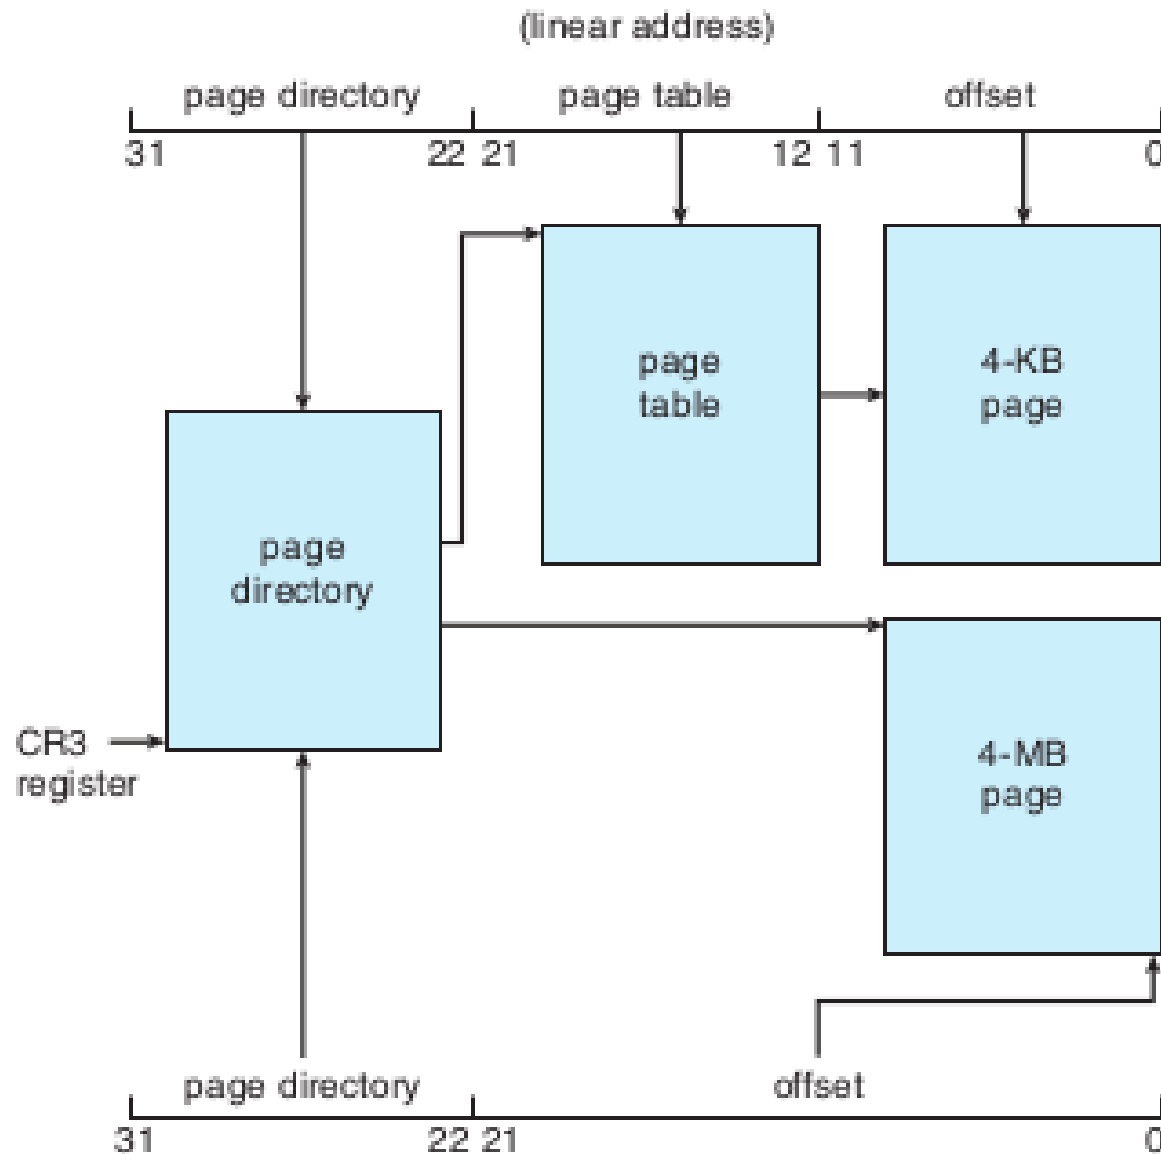 (linear address)
page directory page table offset
31 22 21 12 11 0
page
table
4-KB
page
page
directory
CR3
register
4-MB
page
page directory offset
31 22 21 0